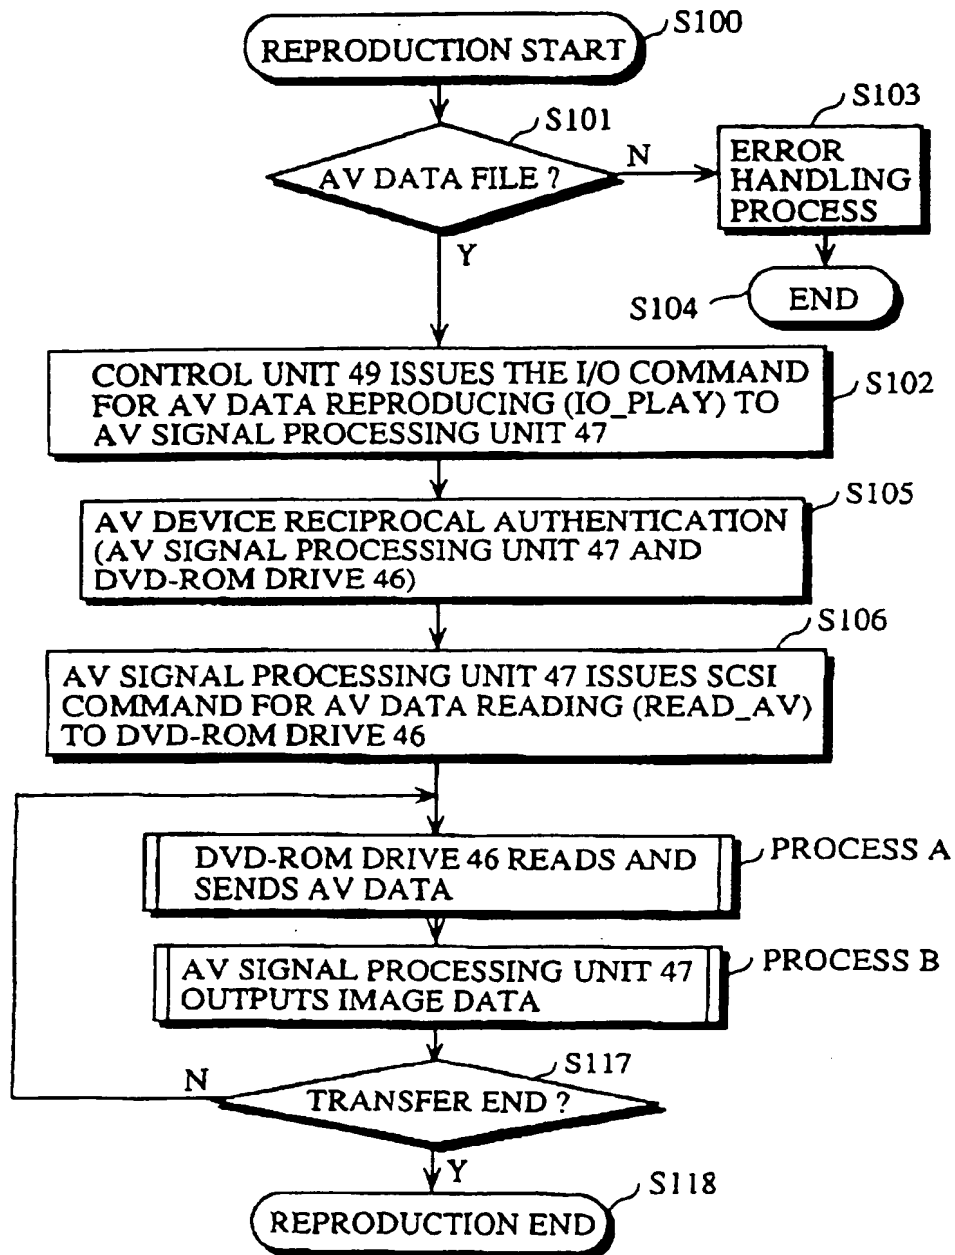 REPRODUCTION START
S100
S101
AV DATA FILE ?
N
Y
S103
ERROR
HANDLING
PROCESS
S104
END
CONTROL UNIT 49 ISSUES THE I/O COMMAND
FOR AV DATA REPRODUCING (IO_PLAY) TO
AV SIGNAL PROCESSING UNIT 47
S102
S105
AV DEVICE RECIPROCAL AUTHENTICATION
(AV SIGNAL PROCESSING UNIT 47 AND
DVD-ROM DRIVE 46)
S106
AV SIGNAL PROCESSING UNIT 47 ISSUES SCSI
COMMAND FOR AV DATA READING (READ_AV)
TO DVD-ROM DRIVE 46
DVD-ROM DRIVE 46 READS AND
SENDS AV DATA
PROCESS A
AV SIGNAL PROCESSING UNIT 47
OUTPUTS IMAGE DATA
PROCESS B
S117
N
TRANSFER END ?
Y
S118
REPRODUCTION END